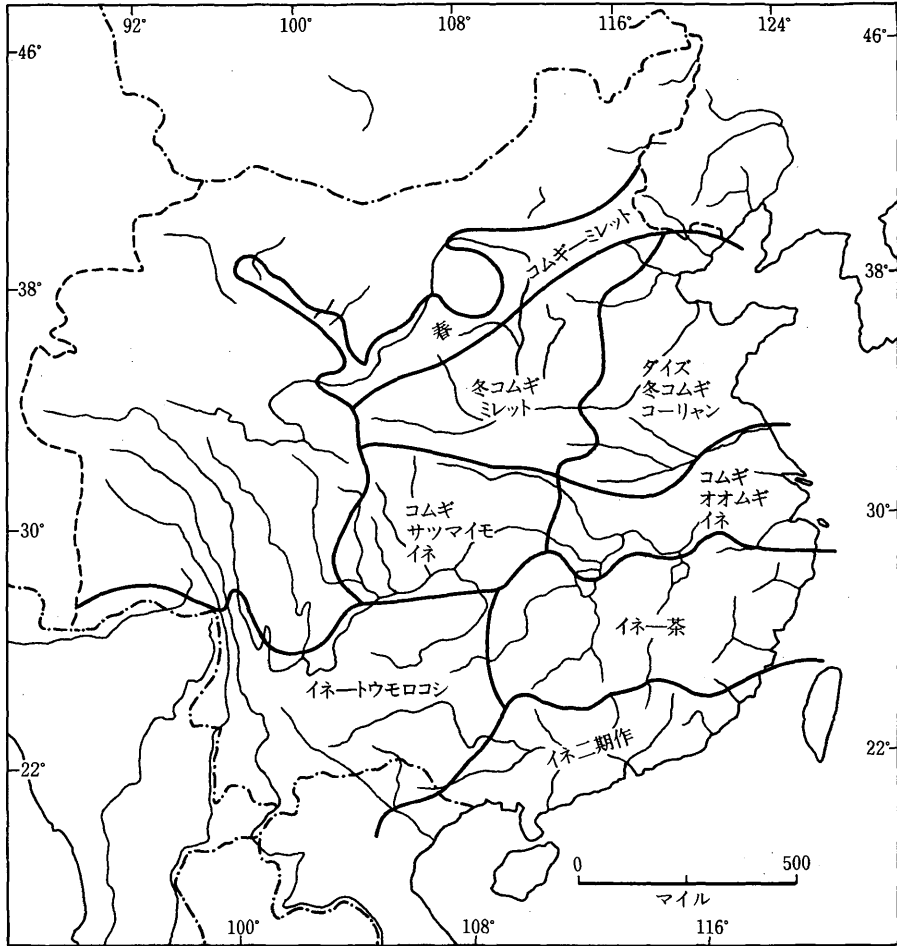 92° 100° 108° 116° 124°
46° 46°
コムギーミレット
38° 38°
春
冬コムギ
ミレット
ダイズ
冬コムギ
コーリャン
コムギ
オオムギ
イネ
コムギ
サツマイモ
イネ
30° 30°
イネー茶
イネートウモロコシ
イネ二期作
22° 22°
0 500
マイル
100° 108° 116°